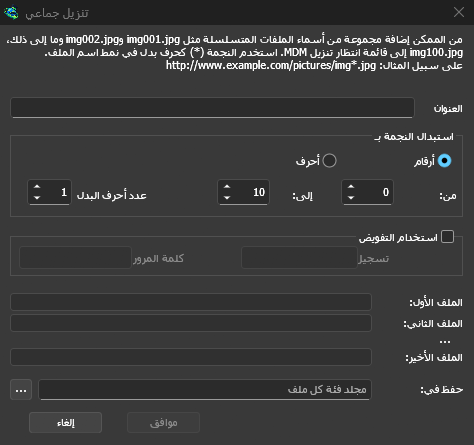 تنزيل جماعي
من الممكن إضافة مجموعة من أسماء الملفات المتسلسلة مثل img001.jpg وimg002.jpg وما إلى ذلك،
img100.jpg إلى قائمة انتظار تنزيل MDM. استخدم النجمة (*) كحرف بدل في نمط اسم الملف.
على سبيل المثال: http://www.example.com/pictures/img*.jpg
العنوان
استبدال النجمة بـ
أرقام أحرف
من: 0 إلى: 10 عدد أحرف البدل 1
استخدام التفويض
تسجيل كلمة المرور
الملف الأول:
الملف الثاني:
...
الملف الأخير:
حفظ في: مجلد فئة كل ملف ...
موافق إلغاء